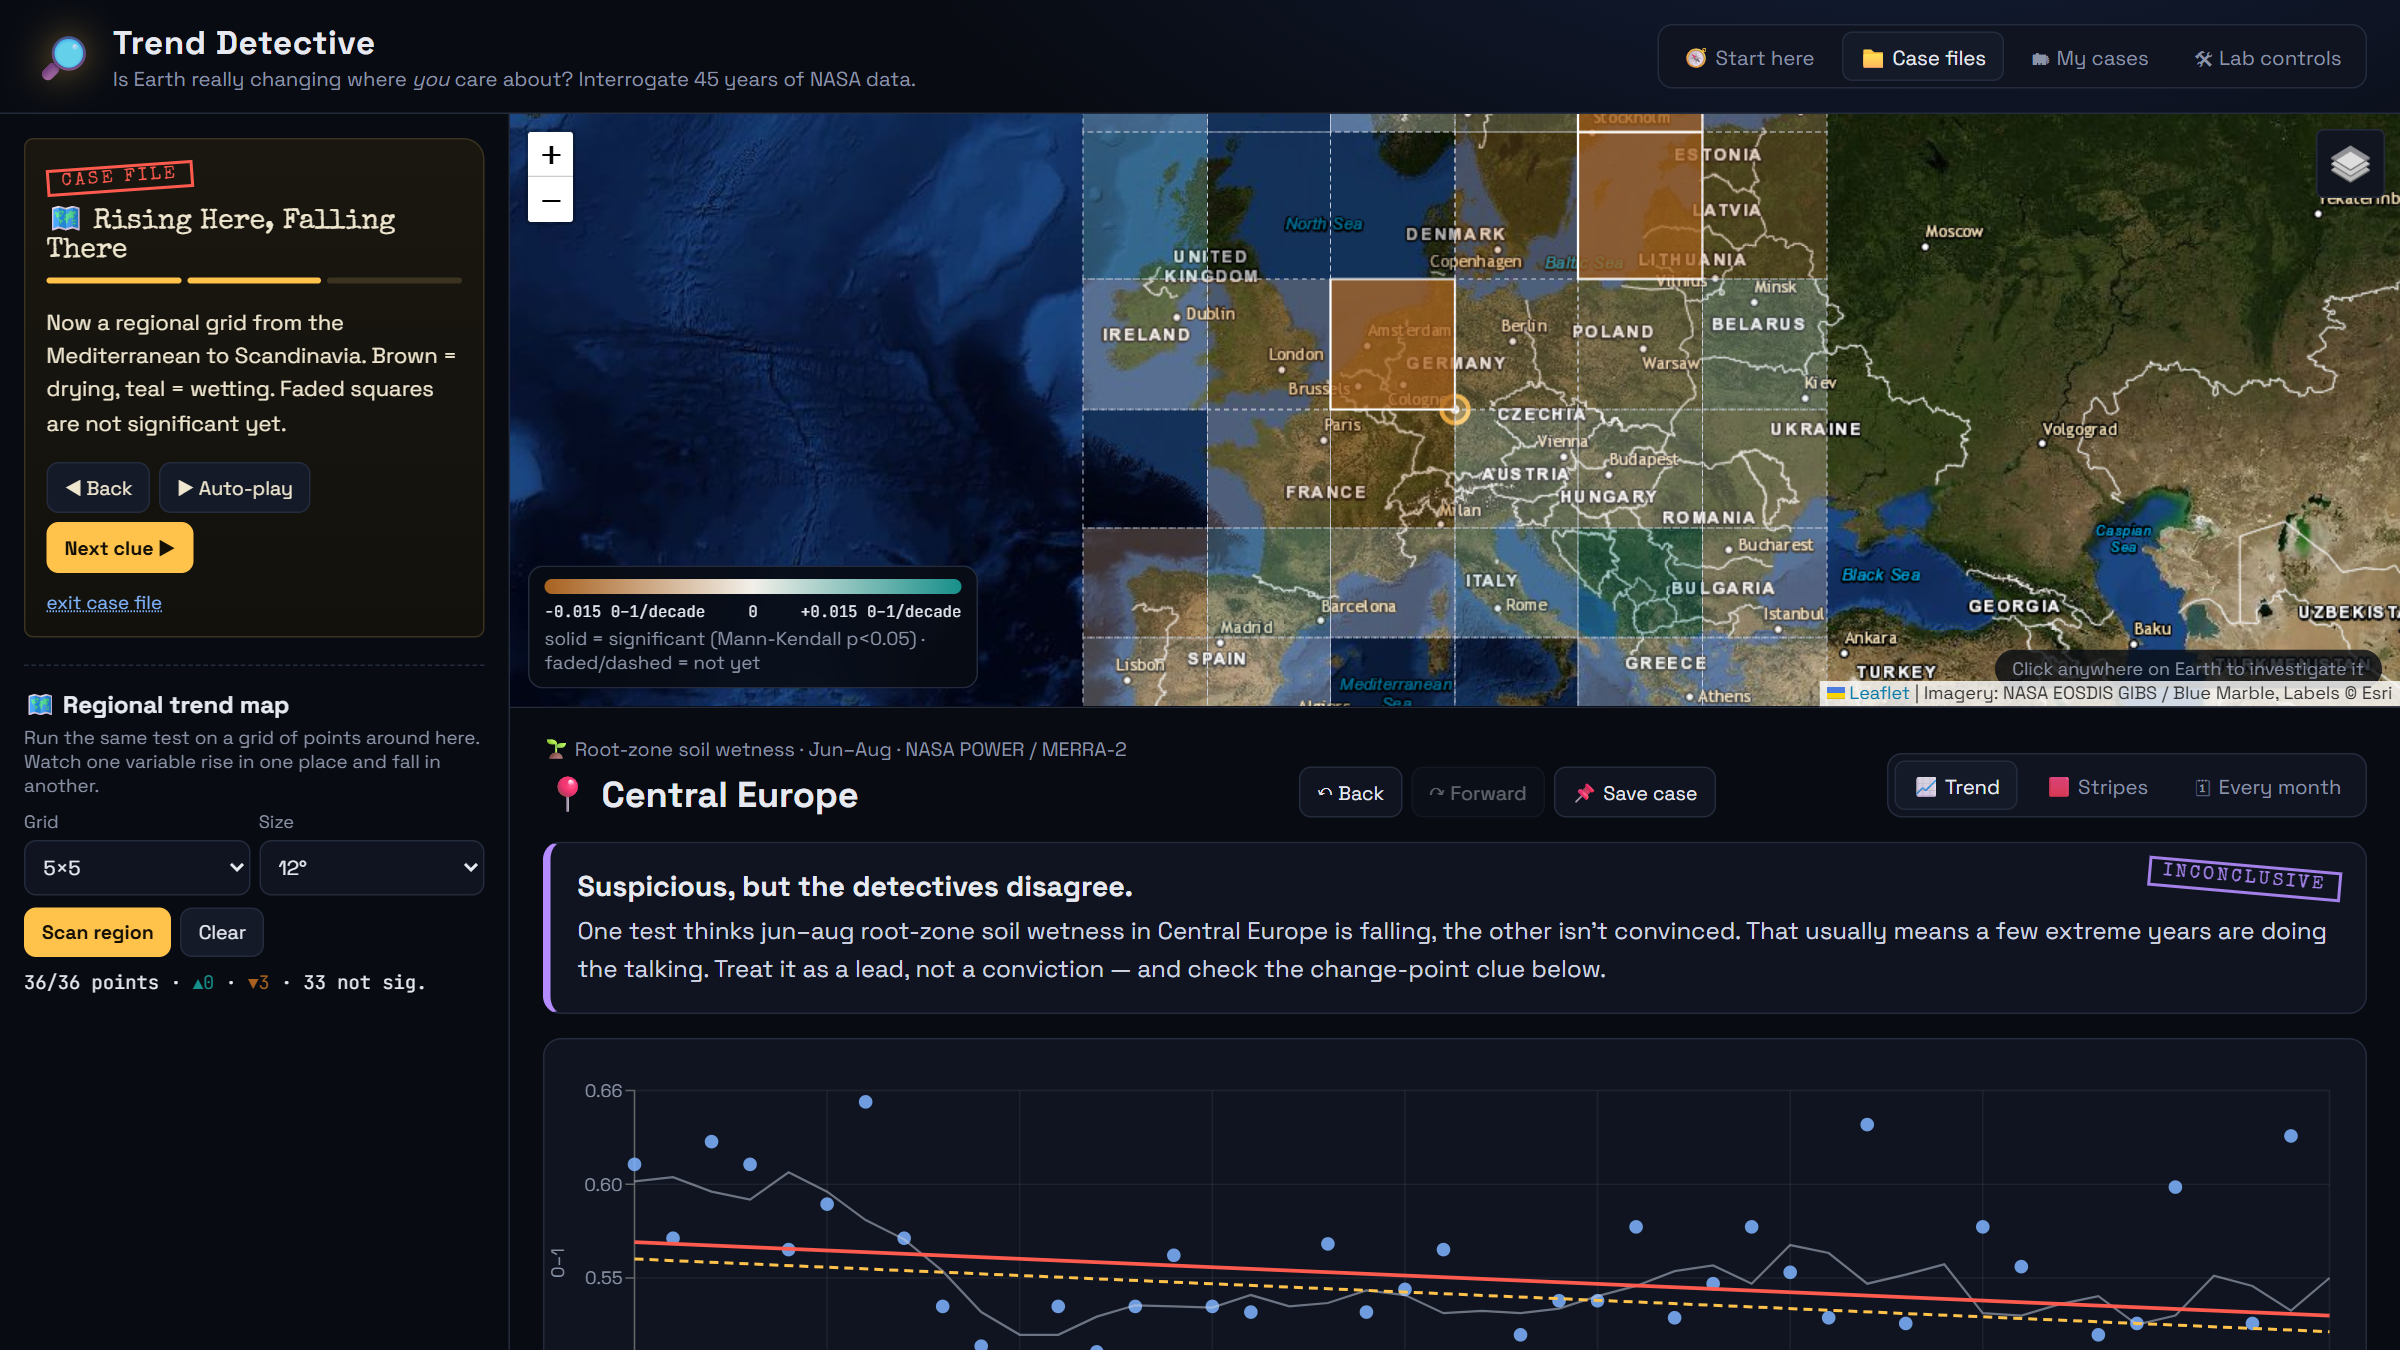 Trend Detective
Is Earth really changing where you care about? Interrogate 45 years of NASA data.
Start here
Case files
My cases
Lab controls
CASE FILE
Rising Here, Falling
There
Now a regional grid from the
Mediterranean to Scandinavia. Brown =
drying, teal = wetting. Faded squares
are not significant yet.
◀ Back
▶ Auto-play
Next clue ▶
exit case file
Regional trend map
Run the same test on a grid of points around here.
Watch one variable rise in one place and fall in
another.
Grid
Size
5×5
12°
Scan region
Clear
36/36 points · ▲0 · ▼3 · 33 not sig.
+
−
Stockholm
ESTONIA
LATVIA
Moscow
North Sea
DENMARK
Copenhagen
Baltic Sea
LITHUANIA
Vilnius
UNITED
KINGDOM
Minsk
Dublin
IRELAND
Amsterdam
Berlin
POLAND
BELARUS
London
GERMANY
Warsaw
Brussels
Cologne
Kiev
CZECHIA
Paris
UKRAINE
Volgograd
Vienna
Budapest
AUSTRIA
FRANCE
HUNGARY
Milan
ROMANIA
Caspian
Sea
Bucharest
ITALY
Black Sea
BULGARIA
Barcelona
Rome
GEORGIA
Istanbul
Madrid
Baku
Ankara
Lisbon
SPAIN
GREECE
TURKEY
Mediterranean
Sea
Athens
-0.015 0–1/decade
0
+0.015 0–1/decade
solid = significant (Mann-Kendall p<0.05) ·
faded/dashed = not yet
Click anywhere on Earth to investigate it
Leaflet | Imagery: NASA EOSDIS GIBS / Blue Marble, Labels © Esri
Root-zone soil wetness · Jun–Aug · NASA POWER / MERRA-2
Central Europe
↶ Back
↷ Forward
Save case
Trend
Stripes
Every month
Suspicious, but the detectives disagree.
INCONCLUSIVE
One test thinks jun–aug root-zone soil wetness in Central Europe is falling, the other isn't convinced. That usually means a few extreme years are doing
the talking. Treat it as a lead, not a conviction — and check the change-point clue below.
0.66
0.60
0.55
0–1